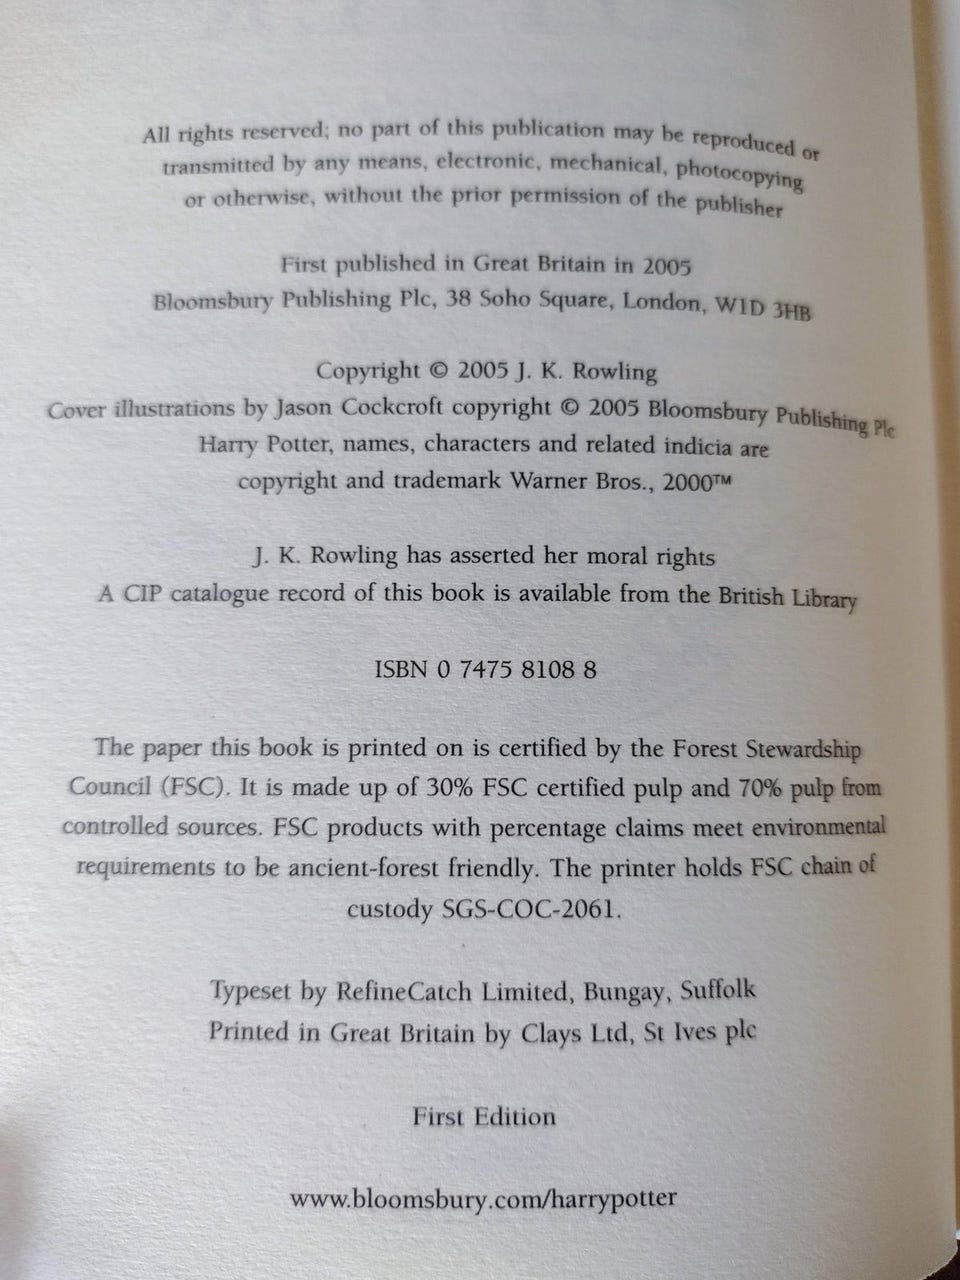 All rights reserved; no part of this publication may be reproduced or
transmitted by any means, electronic, mechanical, photocopying
or otherwise, without the prior permission of the publisher
First published in Great Britain in 2005
Bloomsbury Publishing Plc, 38 Soho Square, London, W1D 3HB
Copyright © 2005 J. K. Rowling
Cover illustrations by Jason Cockcroft copyright © 2005 Bloomsbury Publishing Plc
Harry Potter, names, characters and related indicia are
copyright and trademark Warner Bros., 2000™
J. K. Rowling has asserted her moral rights
A CIP catalogue record of this book is available from the British Library
ISBN 0 7475 8108 8
The paper this book is printed on is certified by the Forest Stewardship
Council (FSC). It is made up of 30% FSC certified pulp and 70% pulp from
controlled sources. FSC products with percentage claims meet environmental
requirements to be ancient-forest friendly. The printer holds FSC chain of
custody SGS-COC-2061.
Typeset by RefineCatch Limited, Bungay, Suffolk
Printed in Great Britain by Clays Ltd, St Ives plc
First Edition
www.bloomsbury.com/harrypotter